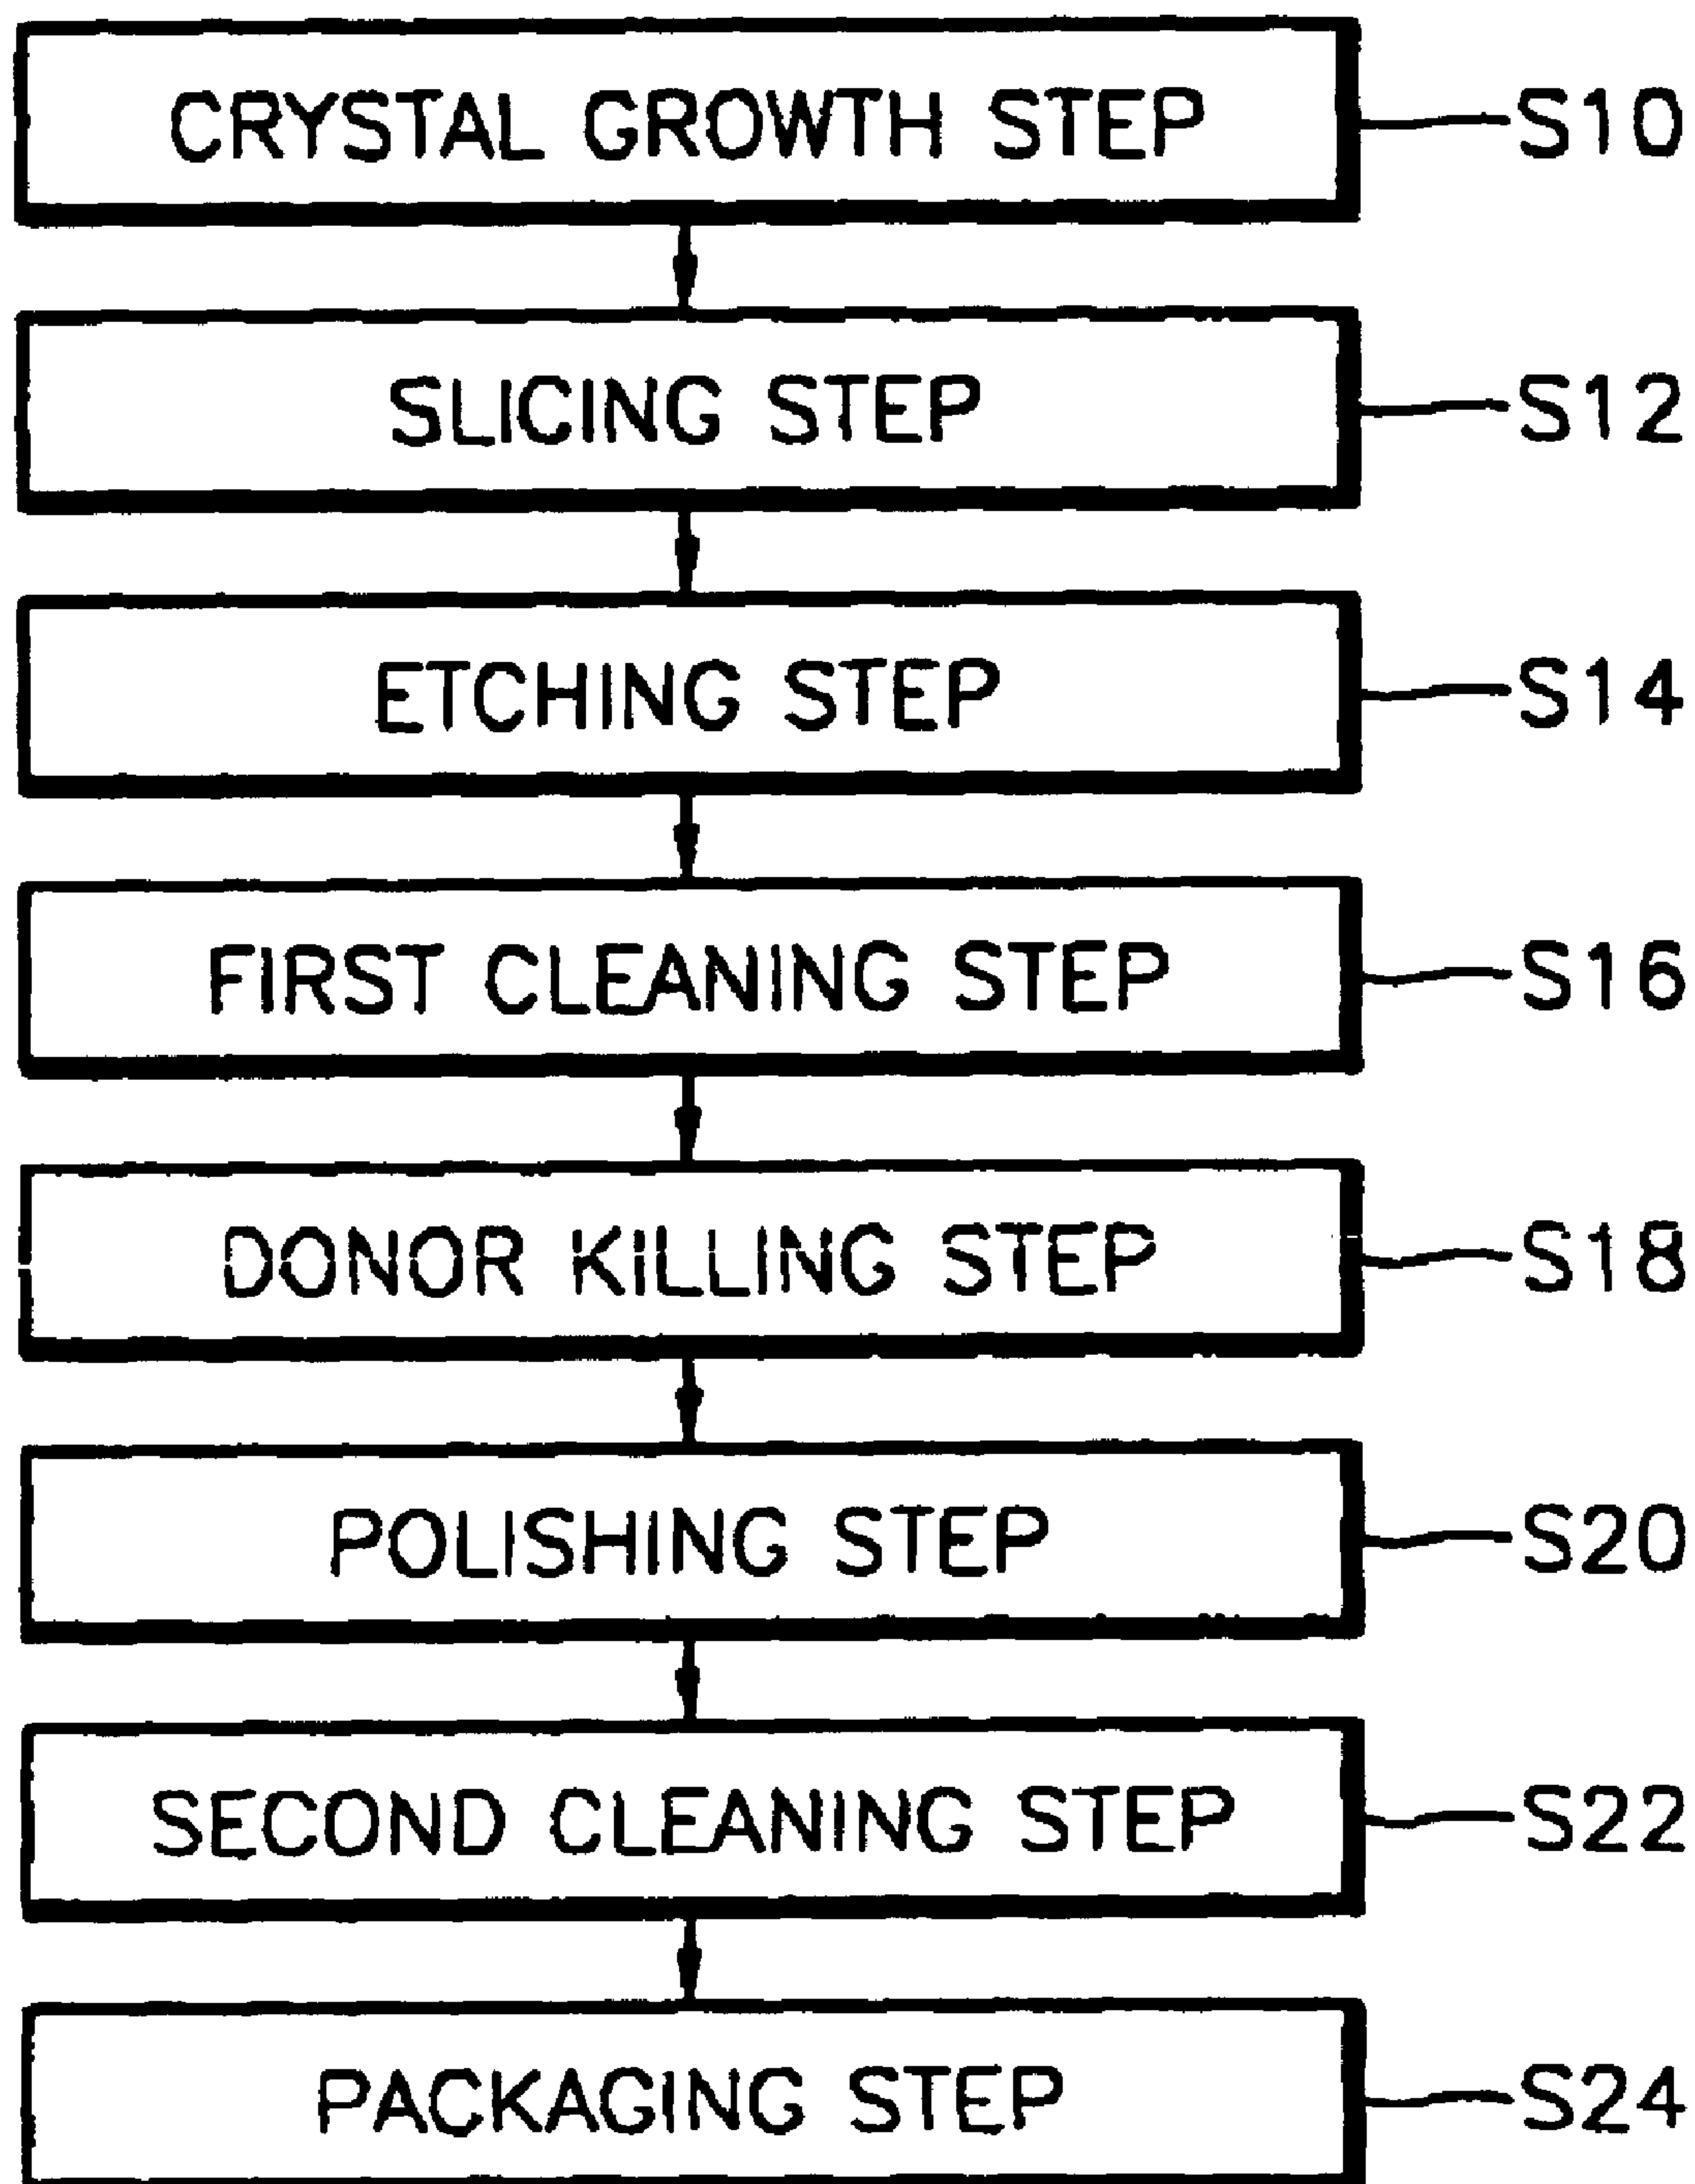 CRYSTAL GROWTH STEP S10
SLICING STEP S12
ETCHING STEP S14
FIRST CLEANING STEP S16
DONOR KILLING STEP S18
POLISHING STEP S20
SECOND CLEANING STEP S22
PACKAGING STEP S24